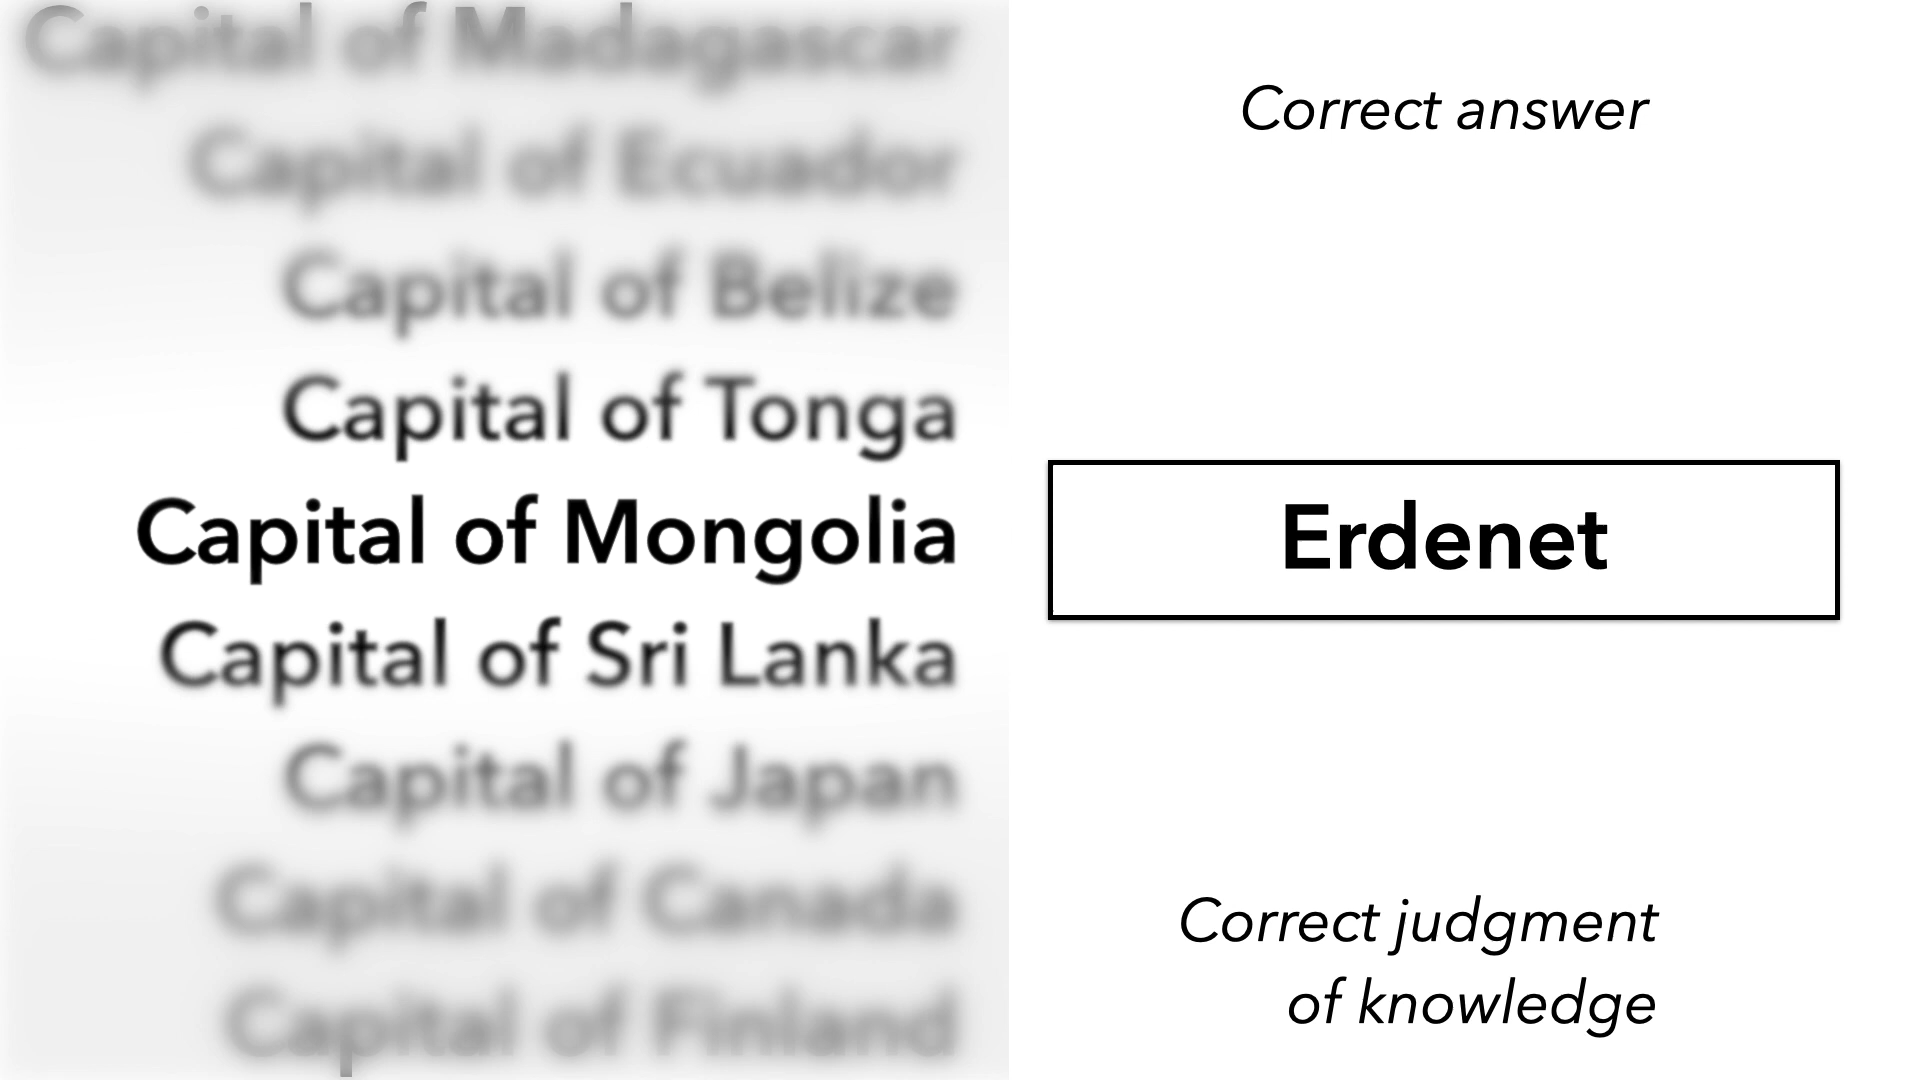 Capital of Madagascar
Capital of Ecuador
Capital of Belize
Capital of Tonga
Capital of Mongolia
Capital of Sri Lanka
Capital of Japan
Capital of Canada
Capital of Finland
Correct answer
Erdenet
Correct judgment
of knowledge